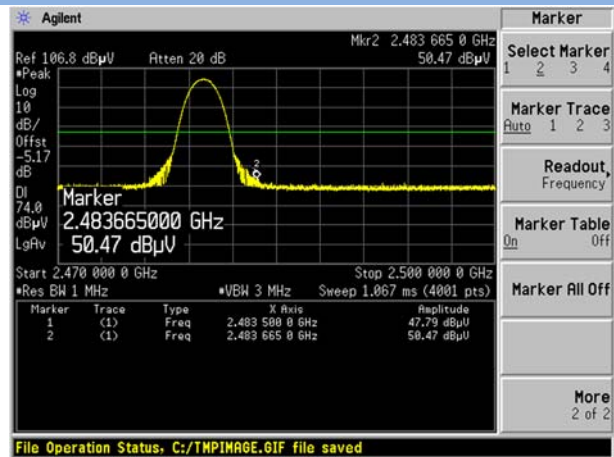 Agilent
Marker
Mkr2 2.483 665 0 GHz
Ref 106.8 dBµV Atten 20 dB 50.47 dBµV
#Peak
Log
10
dB/
Offst
-5.17
dB
DI
74.0
dBµV
LgAv
2
Marker
2.483665000 GHz
50.47 dBµV
Start 2.470 000 0 GHz Stop 2.500 000 0 GHz
#Res BW 1 MHz #VBW 3 MHz Sweep 1.067 ms (4001 pts)
Marker Trace Type X Axis Amplitude
1 (1) Freq 2.483 500 0 GHz 47.79 dBµV
2 (1) Freq 2.483 665 0 GHz 50.47 dBµV
Select Marker
1 2 3 4
Marker Trace
Auto 1 2 3
Readout
Frequency
Marker Table
On Off
Marker All Off
More
2 of 2
File Operation Status, C:/TMPIMAGE.GIF file saved